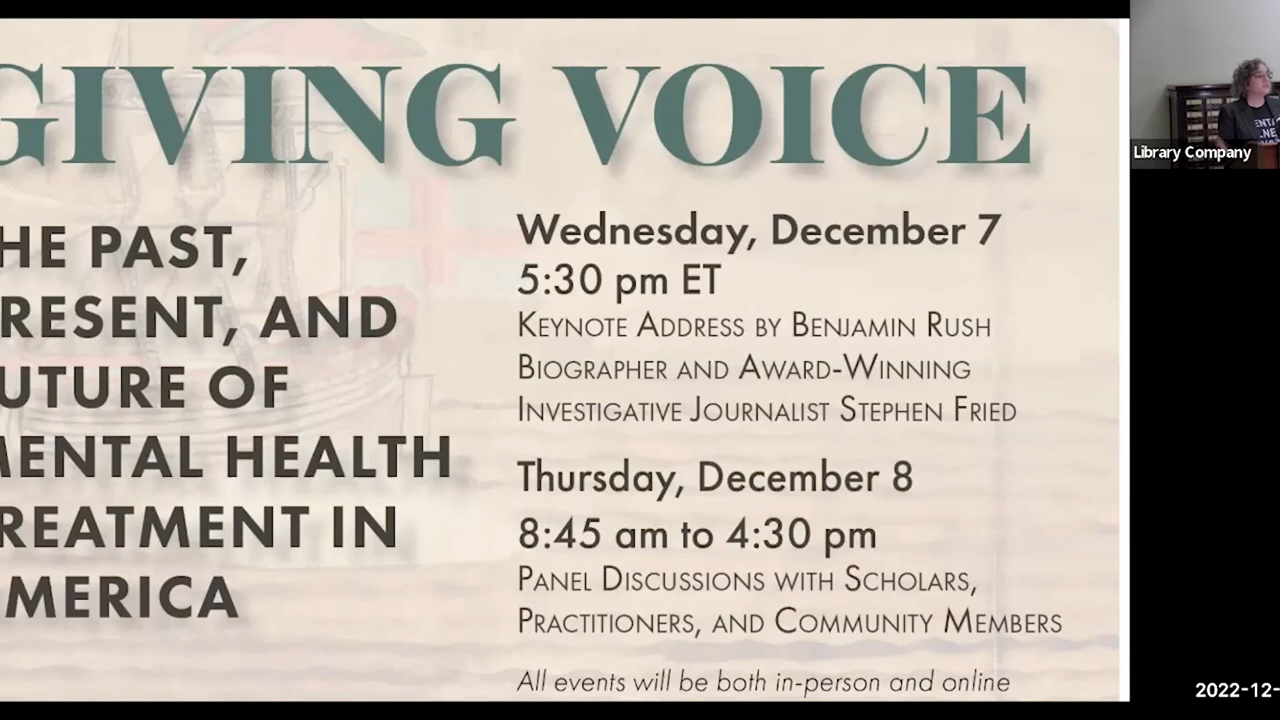 GIVING VOICE
HE PAST,
RESENT, AND
UTURE OF
MENTAL HEALTH
REATMENT IN
MERICA
Wednesday, December 7
5:30 pm ET
Keynote Address by Benjamin Rush
Biographer and Award-Winning
Investigative Journalist Stephen Fried
Thursday, December 8
8:45 am to 4:30 pm
Panel Discussions with Scholars,
Practitioners, and Community Members
All events will be both in-person and online
Library Company
2022-12-